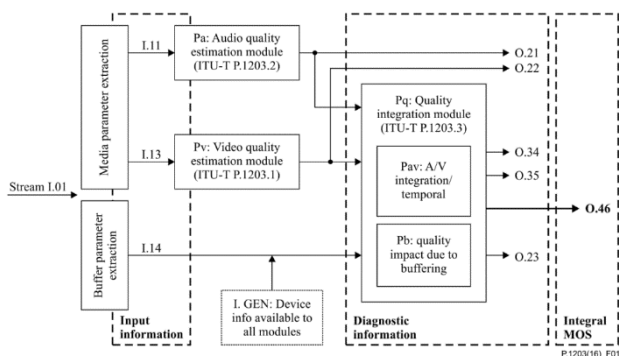 I.11
Pa: Audio quality
estimation module
(ITU-T P.1203.2)
O.21
O.22
Media parameter extraction
Pq: Quality
integration module
(ITU-T P.1203.3)
I.13
Pv: Video quality
estimation module
(ITU-T P.1203.1)
O.34
Pav: A/V
integration/
temporal
O.35
Stream I.01
O.46
Buffer parameter
extraction
I.14
Pb: quality
impact due to
buffering
O.23
I. GEN: Device
info available to
all modules
Input
information
Diagnostic
information
Integral
MOS
P.1203(16)_F01